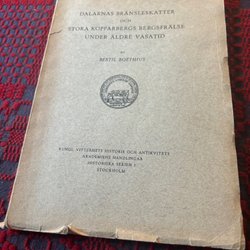 DALARNAS BRÄNSLESKATTER
OCH
STORA KOPPARBERGS BERGSFRÄLSE
UNDER ÄLDRE VASATID
AV
BERTIL BOËTHIUS
KUNGL. VITTERHETS HISTORIE OCH ANTIKVITETS
AKADEMIENS HANDLINGAR
HISTORISKA SERIEN 1
STOCKHOLM